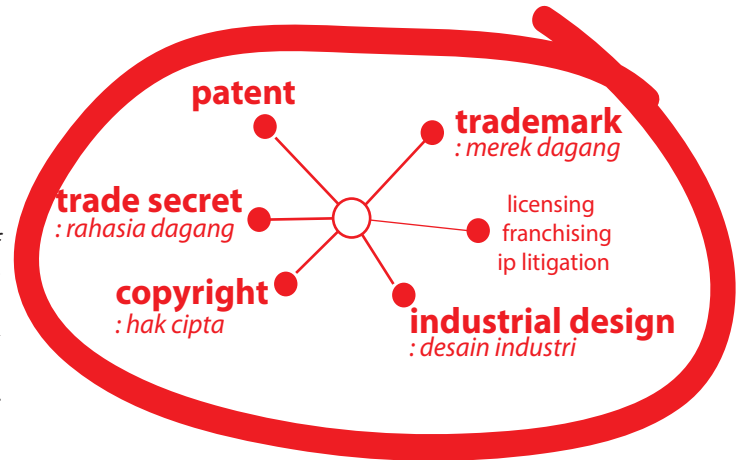 patent
trademark
: merek dagang
trade secret
: rahasia dagang
licensing
franchising
ip litigation
copyright
: hak cipta
industrial design
: desain industri